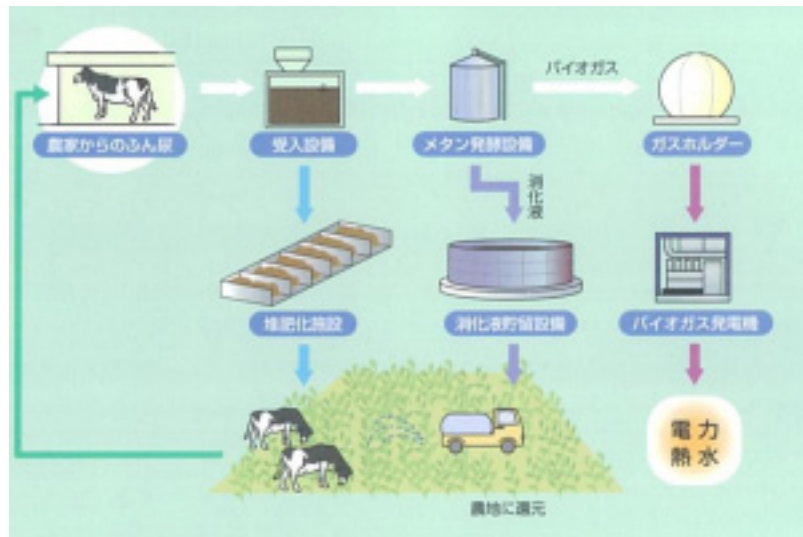 農家からのふん尿
受入設備
メタン発酵設備
バイオガス
ガスホルダー
消化液
堆肥化施設
消化液貯留設備
バイオガス発電機
電力
熱水
農地に還元